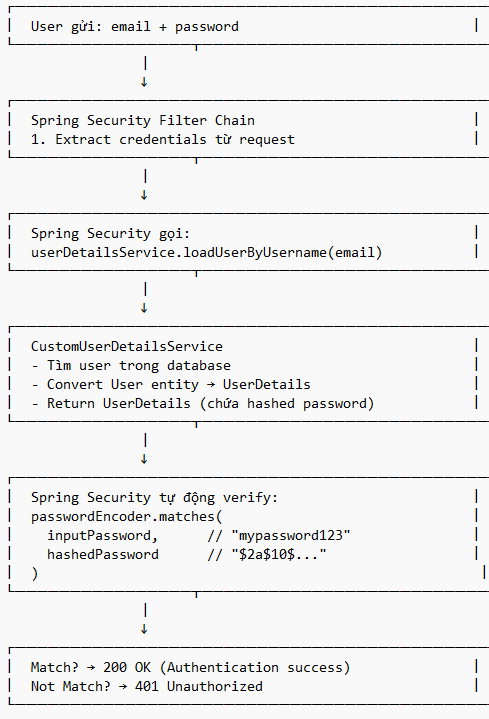 User gửi: email + password
Spring Security Filter Chain
1. Extract credentials từ request
Spring Security gọi:
userDetailsService.loadUserByUsername(email)
CustomUserDetailsService
- Tìm user trong database
- Convert User entity → UserDetails
- Return UserDetails (chứa hashed password)
Spring Security tự động verify:
passwordEncoder.matches(
inputPassword, // "mypassword123"
hashedPassword // "$2a$10$..."
)
Match? → 200 OK (Authentication success)
Not Match? → 401 Unauthorized